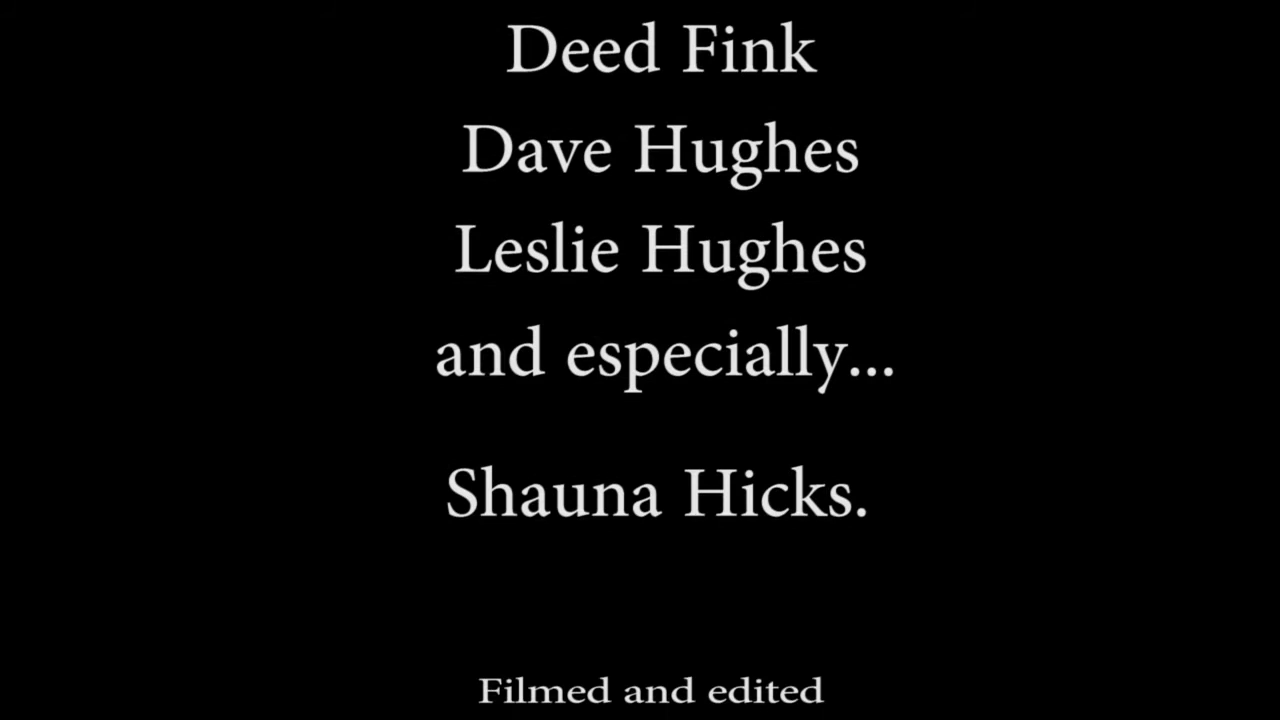 Deed Fink
Dave Hughes
Leslie Hughes
and especially...
Shauna Hicks.
Filmed and edited